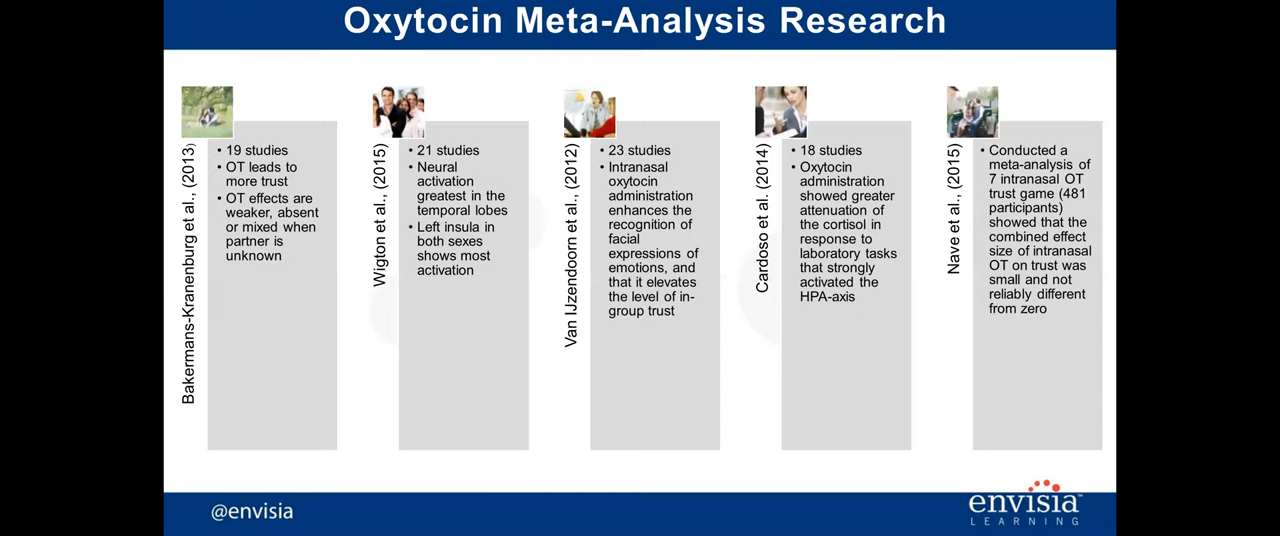 Oxytocin Meta-Analysis Research
Bakermans-Kranenburg et al., (2013)
• 19 studies
• OT leads to
more trust
• OT effects are
weaker, absent
or mixed when
partner is
unknown
Wigton et al., (2015)
• 21 studies
• Neural
activation
greatest in the
temporal lobes
• Left insula in
both sexes
shows most
activation
Van IJzendoorn et al., (2012)
• 23 studies
• Intranasal
oxytocin
administration
enhances the
recognition of
facial
expressions of
emotions, and
that it elevates
the level of in-
group trust
Cardoso et al. (2014)
• 18 studies
• Oxytocin
administration
showed greater
attenuation of
the cortisol in
response to
laboratory tasks
that strongly
activated the
HPA-axis
Nave et al., (2015)
• Conducted a
meta-analysis of
7 intranasal OT
trust game (481
participants)
showed that the
combined effect
size of intranasal
OT on trust was
small and not
reliably different
from zero
@envisia
envisia™
LEARNING